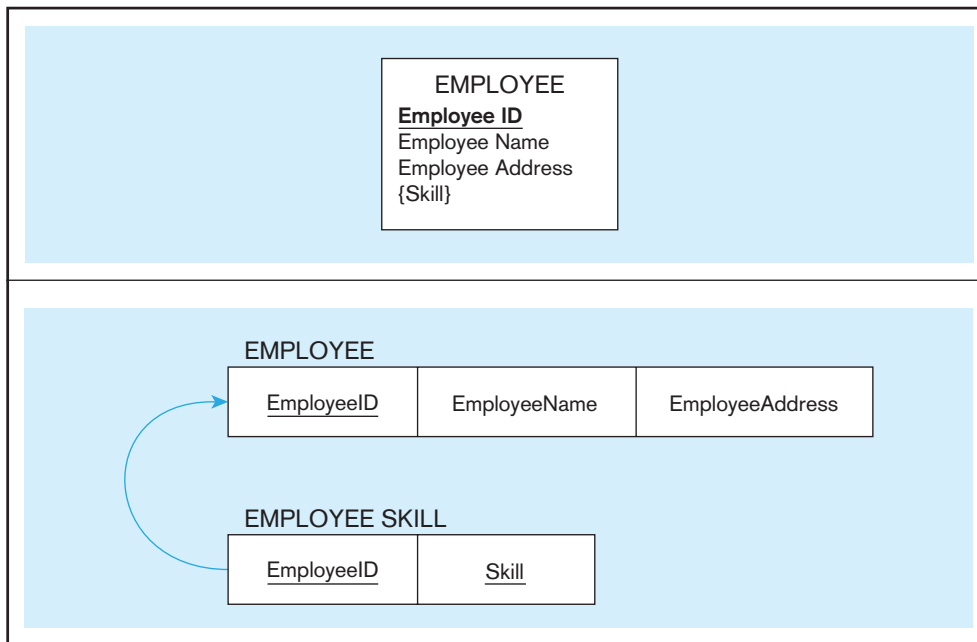 EMPLOYEE
Employee ID
Employee Name
Employee Address
{Skill}
EMPLOYEE
EmployeeID EmployeeName EmployeeAddress
EMPLOYEE SKILL
EmployeeID Skill